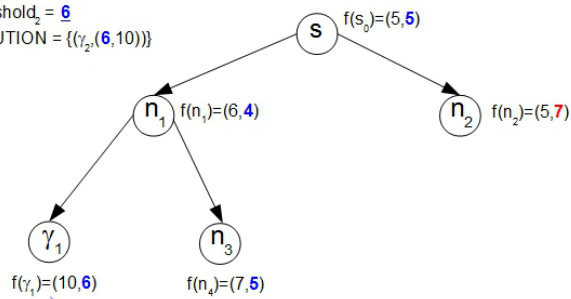 shold₂ = 6
UTION = {(γ₂,(6,10))}
s f(s₀)=(5,5)
n₁ f(n₁)=(6,4)
n₂ f(n₂)=(5,7)
γ₁
n₃
f(γ₁)=(10,6)
f(n₄)=(7,5)